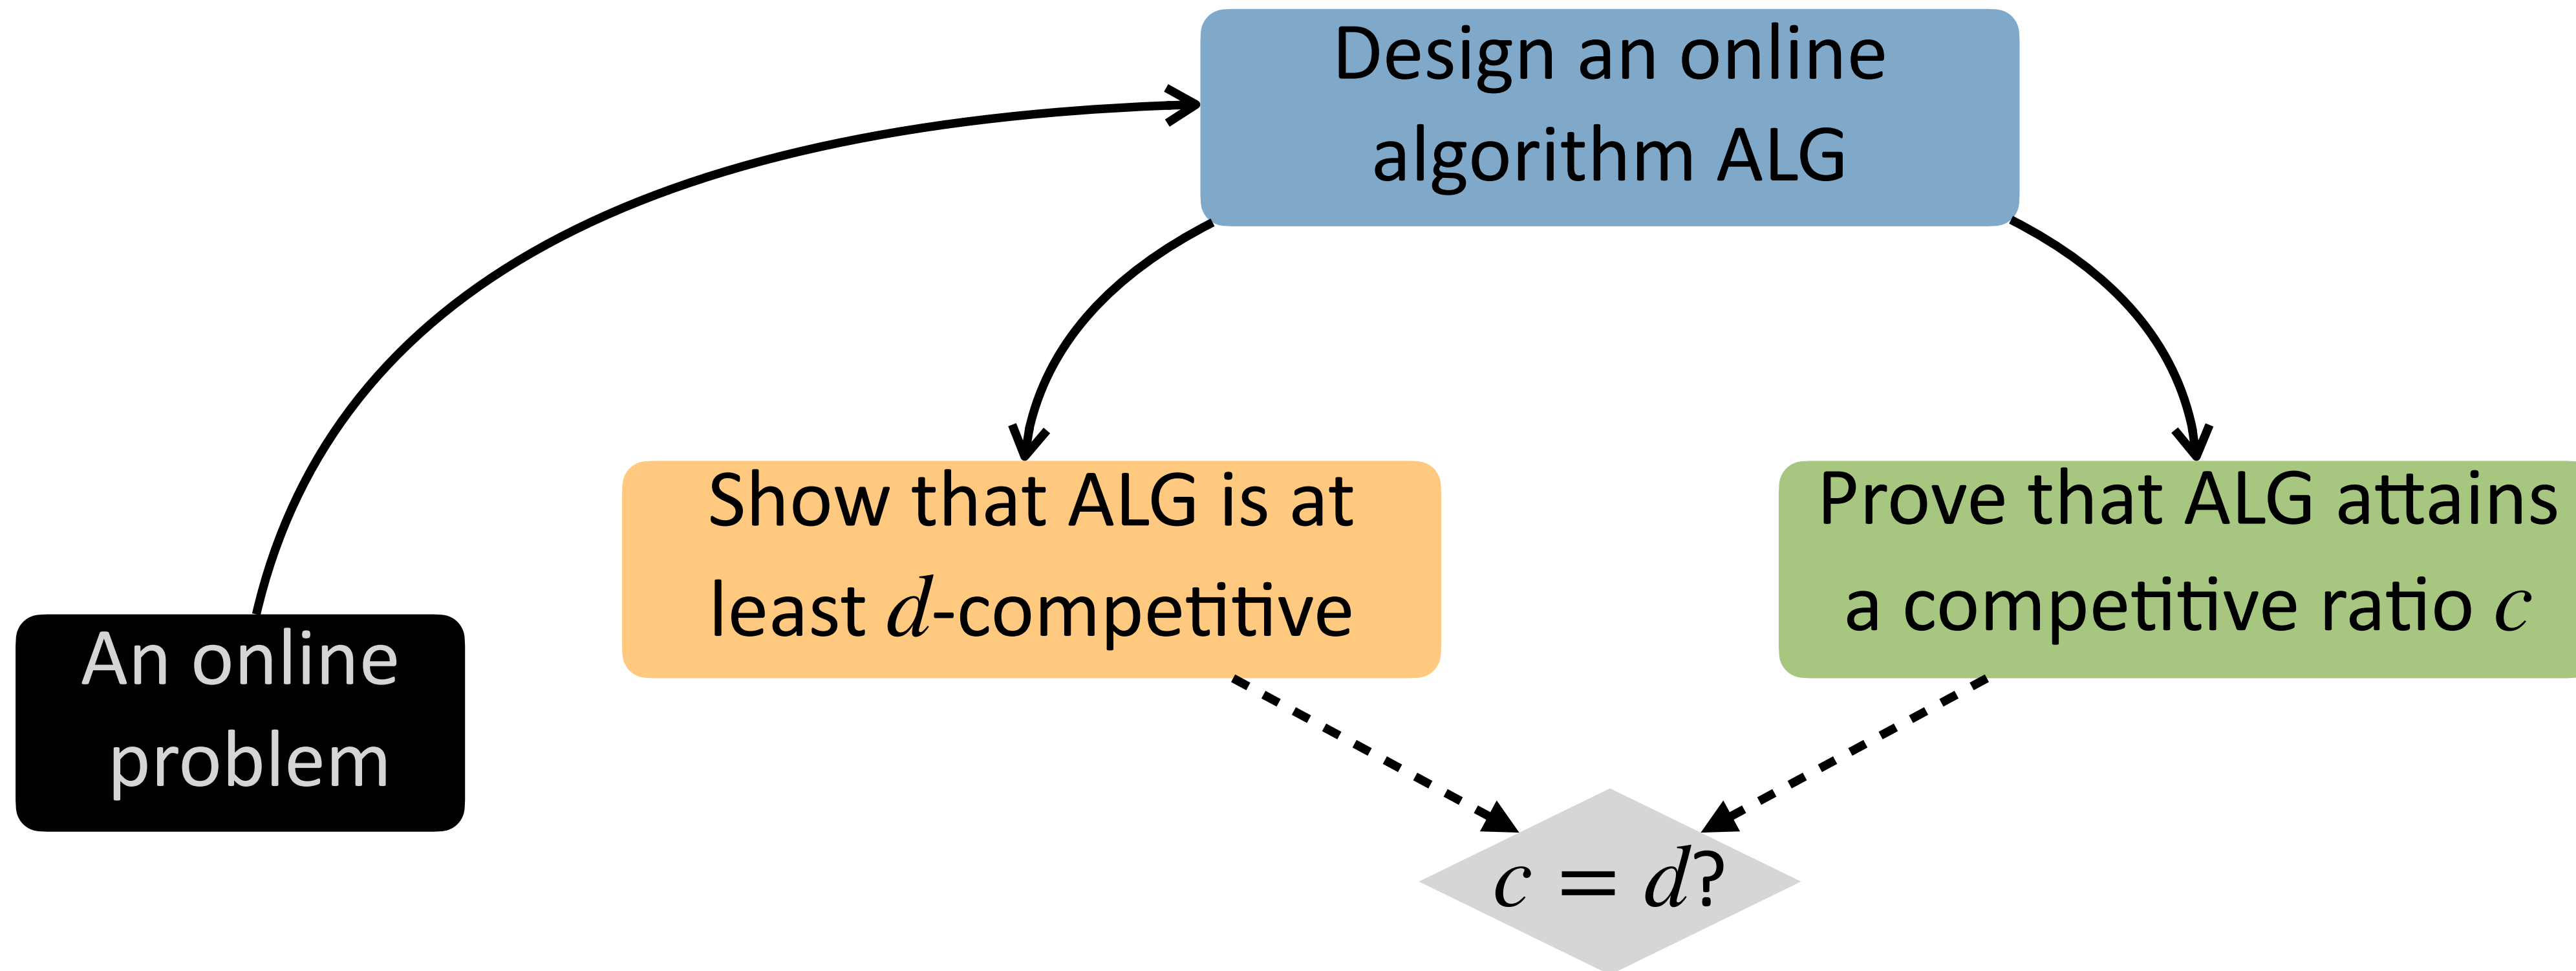 Design an online
algorithm ALG
Show that ALG is at
least d-competitive
Prove that ALG attains
a competitive ratio c
An online
problem
c = d?